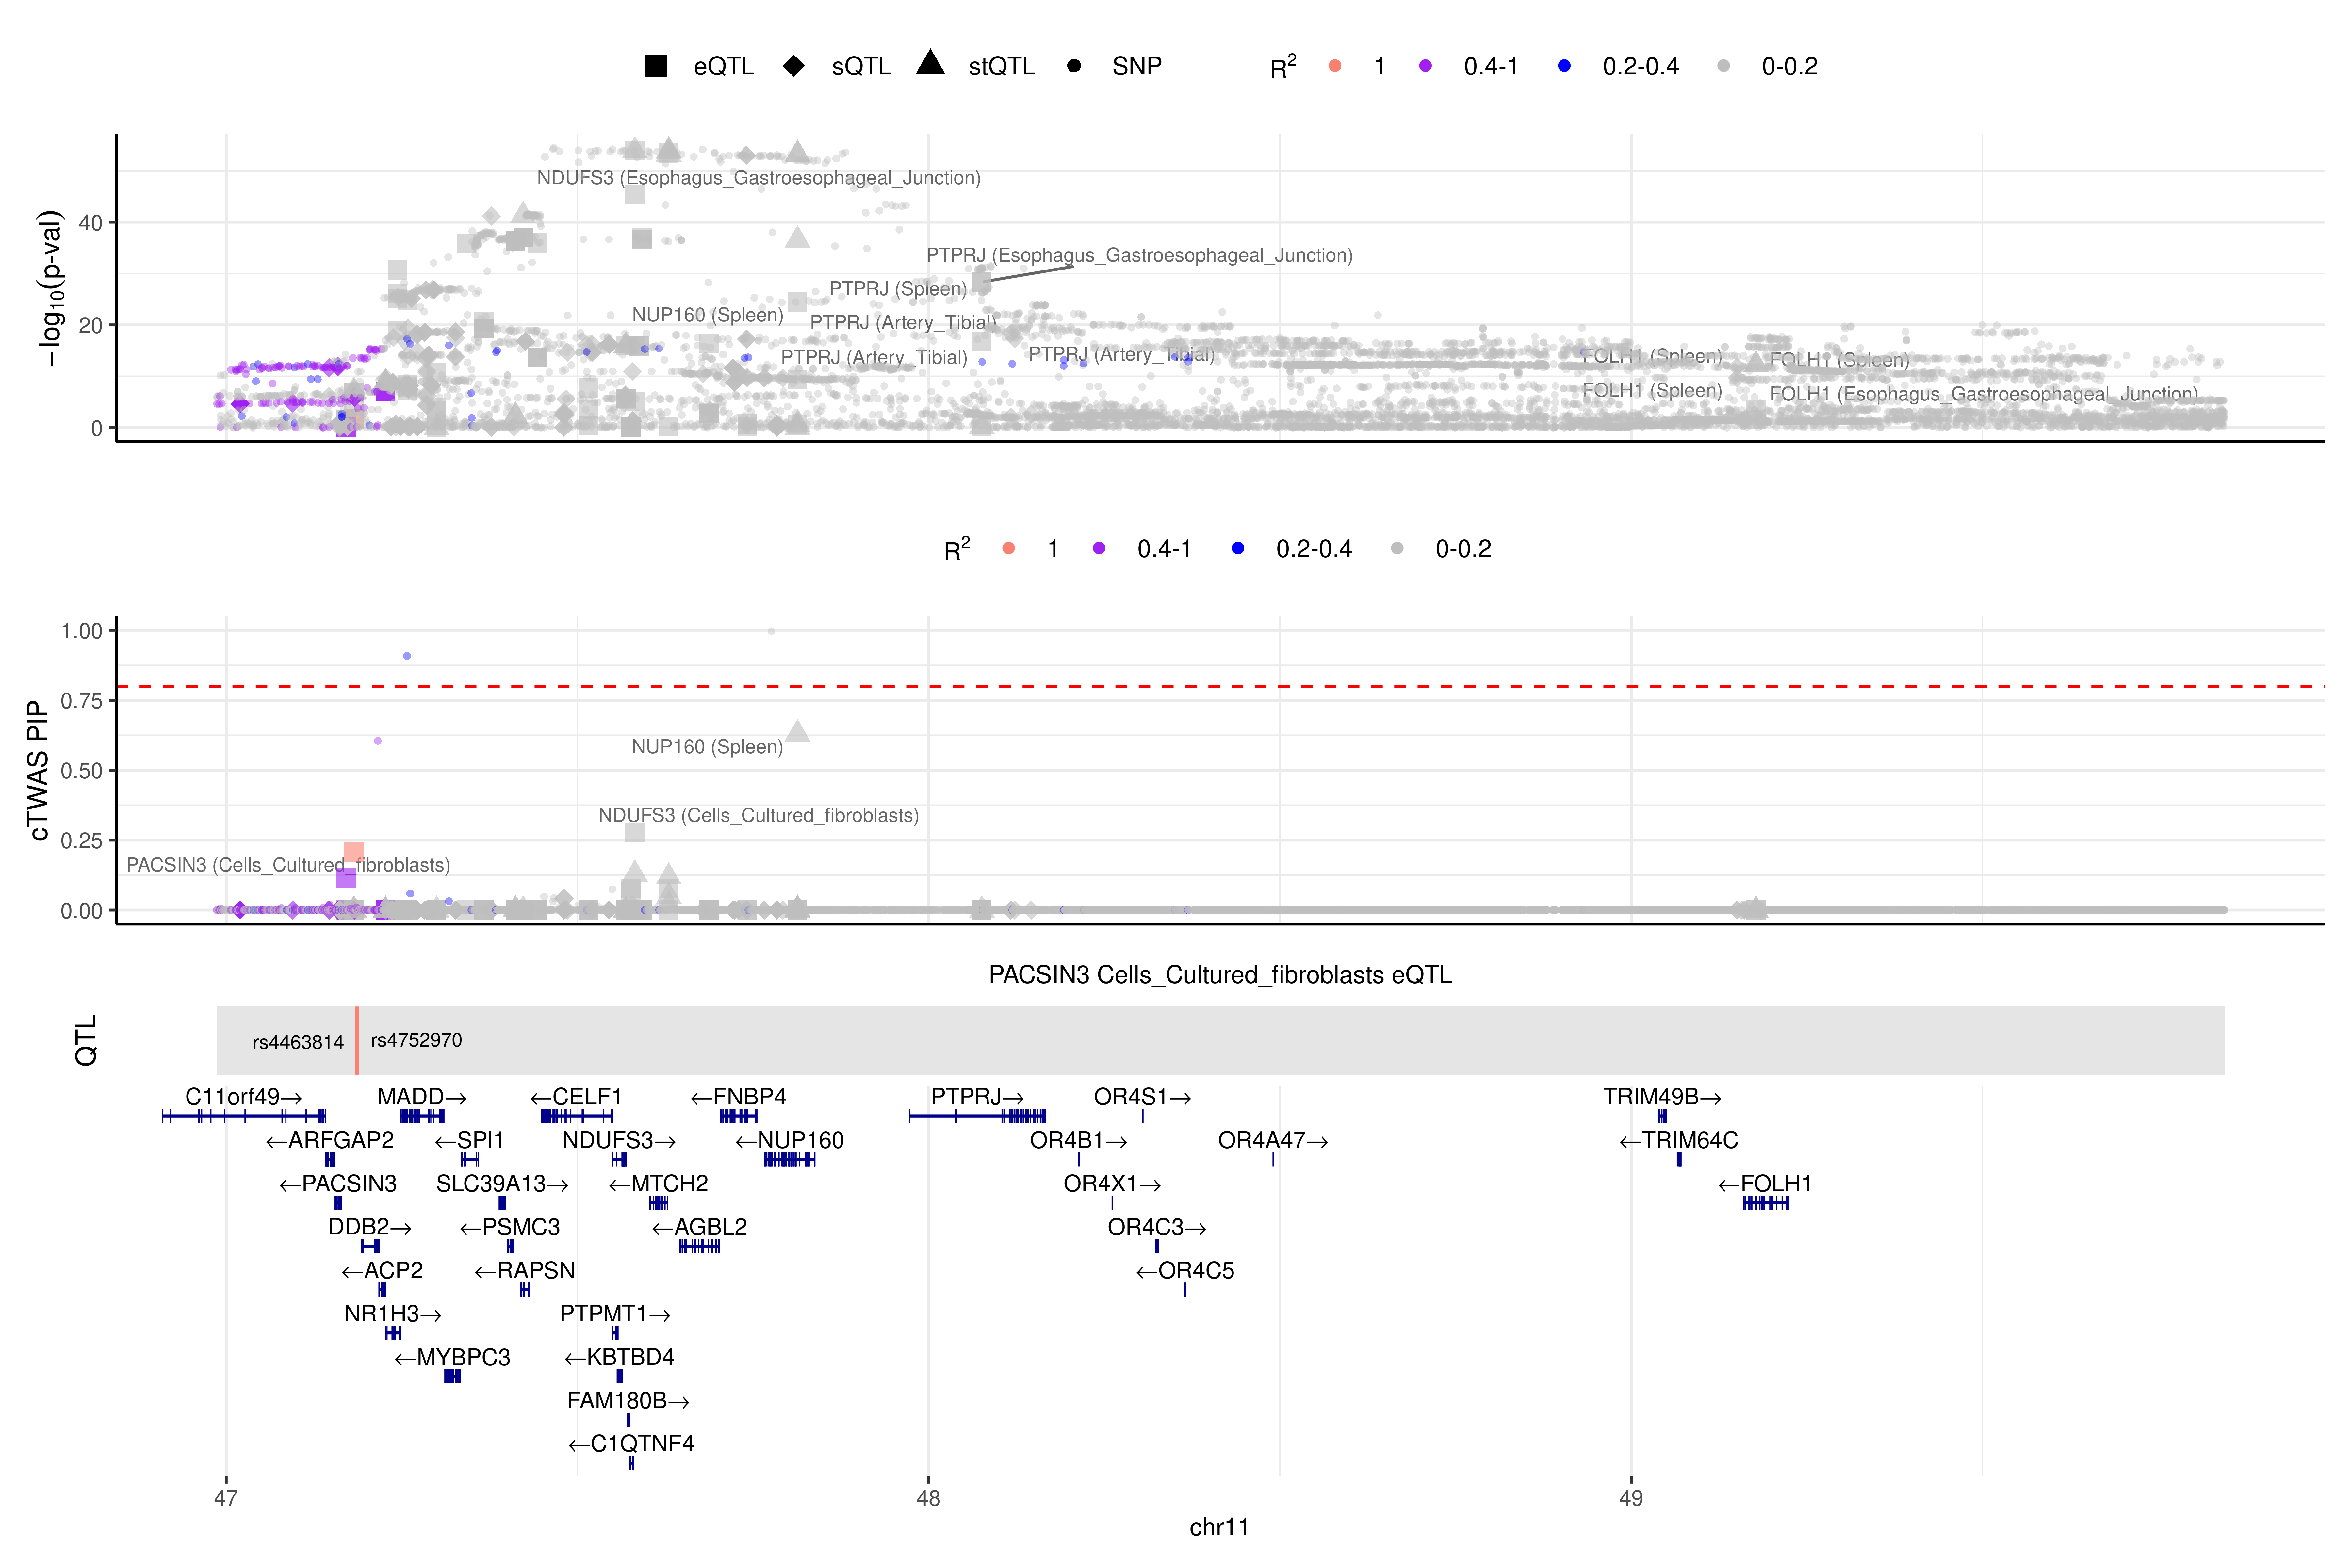 eQTL sQTL stQTL SNP R² 1 0.4-1 0.2-0.4 0-0.2
−log₁₀(p-val)
40
20
0
NDUFS3 (Esophagus_Gastroesophageal_Junction)
PTPRJ (Esophagus_Gastroesophageal_Junction)
PTPRJ (Spleen)
NUP160 (Spleen)
PTPRJ (Artery_Tibial)
PTPRJ (Artery_Tibial)
PTPRJ (Artery_Tibial)
FOLH1 (Spleen)
FOLH1 (Spleen)
FOLH1 (Spleen)
FOLH1 (Esophagus_Gastroesophageal_Junction)
R² 1 0.4-1 0.2-0.4 0-0.2
cTWAS PIP
1.00
0.75
0.50
0.25
0.00
NUP160 (Spleen)
NDUFS3 (Cells_Cultured_fibroblasts)
PACSIN3 (Cells_Cultured_fibroblasts)
PACSIN3 Cells_Cultured_fibroblasts eQTL
QTL
rs4463814 rs4752970
C11orf49→ MADD→ ←CELF1 ←FNBP4 PTPRJ→ OR4S1→ TRIM49B→
←ARFGAP2 ←SPI1 NDUFS3→ ←NUP160 OR4B1→ OR4A47→ ←TRIM64C
←PACSIN3 SLC39A13→ ←MTCH2 OR4X1→ ←FOLH1
DDB2→ ←PSMC3 ←AGBL2 OR4C3→
←ACP2 ←RAPSN ←OR4C5
NR1H3→ PTPMT1→
←MYBPC3 ←KBTBD4
FAM180B→
←C1QTNF4
47 48 49
chr11